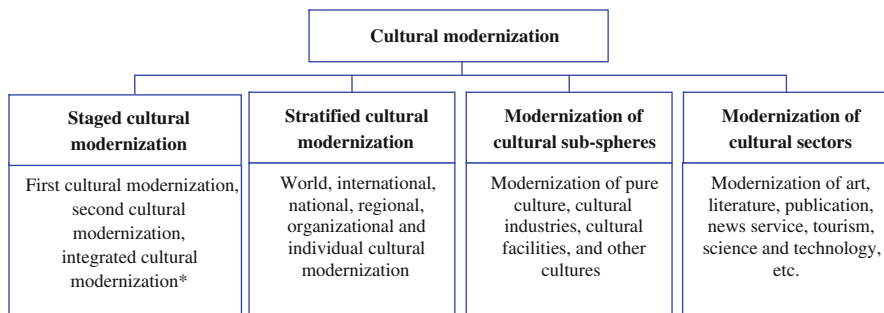 Cultural modernization
Staged cultural
modernization
First cultural modernization,
second cultural
modernization,
integrated cultural
modernization*
Stratified cultural
modernization
World, international,
national, regional,
organizational and
individual cultural
modernization
Modernization of
cultural sub-spheres
Modernization of pure
culture, cultural
industries, cultural
facilities, and other
cultures
Modernization of
cultural sectors
Modernization of art,
literature, publication,
news service, tourism,
science and technology,
etc.